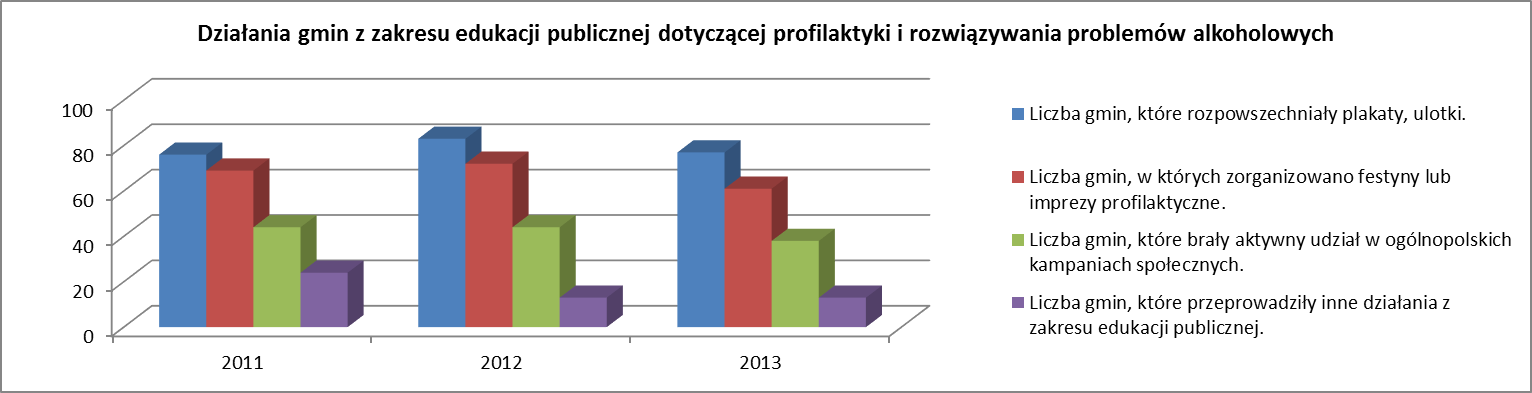 Działania gmin z zakresu edukacji publicznej dotyczącej profilaktyki i rozwiązywania problemów alkoholowych
100
80
60
40
20
0
2011
2012
2013
Liczba gmin, które rozpowszechniały plakaty, ulotki.
Liczba gmin, w których zorganizowano festyny lub
imprezy profilaktyczne.
Liczba gmin, które brały aktywny udział w ogólnopolskich
kampaniach społecznych.
Liczba gmin, które przeprowadziły inne działania z
zakresu edukacji publicznej.